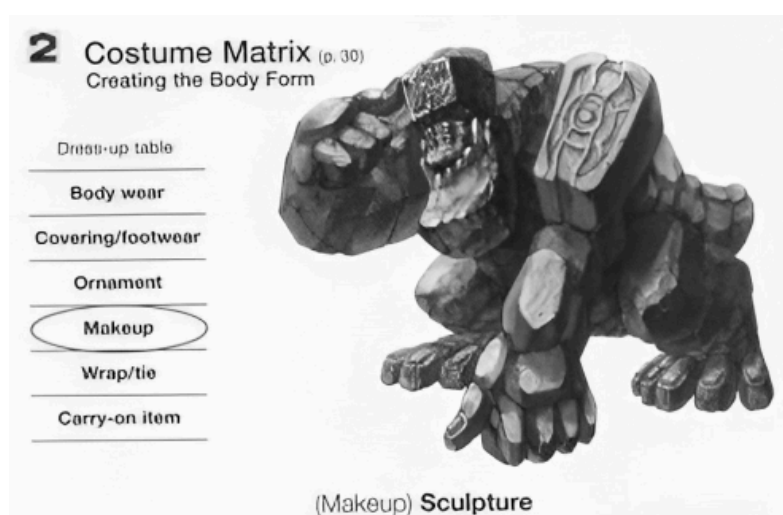 2 Costume Matrix (p. 30)
Creating the Body Form
Dress-up table
Body wear
Covering/footwear
Ornament
Makeup
Wrap/tie
Carry-on item
(Makeup) Sculpture